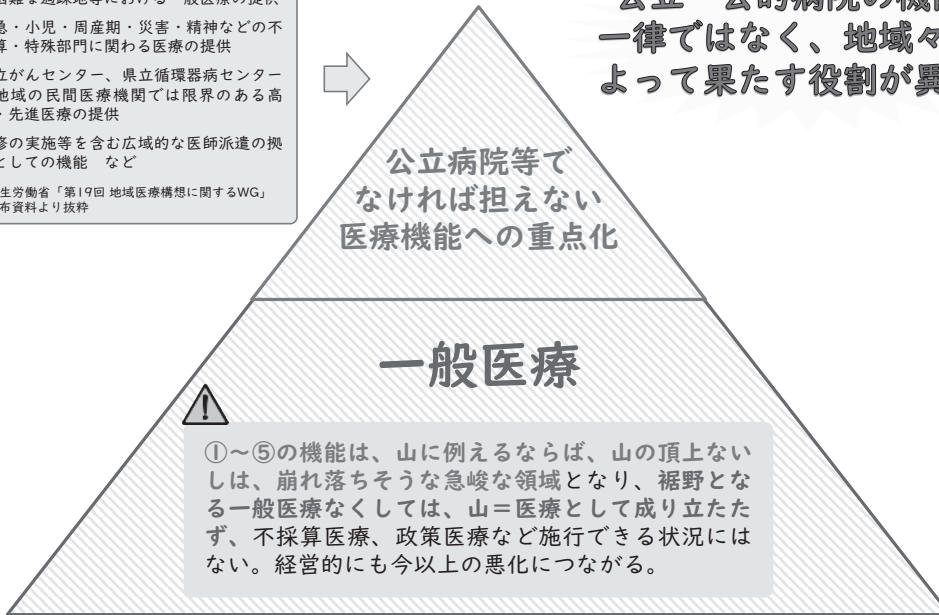 困難な過疎地等における一般医療の提供
急・小児・周産期・災害・精神などの不
算・特殊部門に関わる医療の提供
立がんセンター、県立循環器病センター
地域の民間医療機関では限界のある高
・先進医療の提供
修の実施等を含む広域的な医師派遣の拠
としての機能　など
生労働省「第19回 地域医療構想に関するWG」
布資料より抜粋
公立・公的病院の機
一律ではなく、地域々
よって果たす役割が異
公立病院等で
なければ担えない
医療機能への重点化
一般医療
①～⑤の機能は、山に例えるならば、山の頂上ない
しは、崩れ落ちそうな急峻な領域となり、裾野とな
る一般医療なくしては、山＝医療として成り立たた
ず、不採算医療、政策医療など施行できる状況には
ない。経営的にも今以上の悪化につながる。